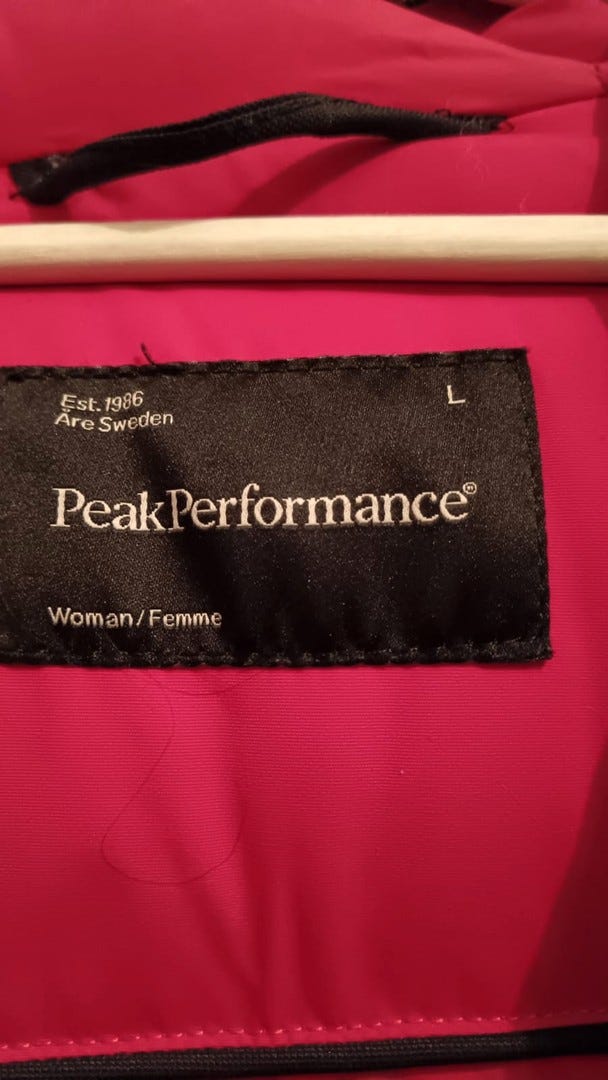 Est. 1986
Åre Sweden
L
PeakPerformance®
Woman/Femme